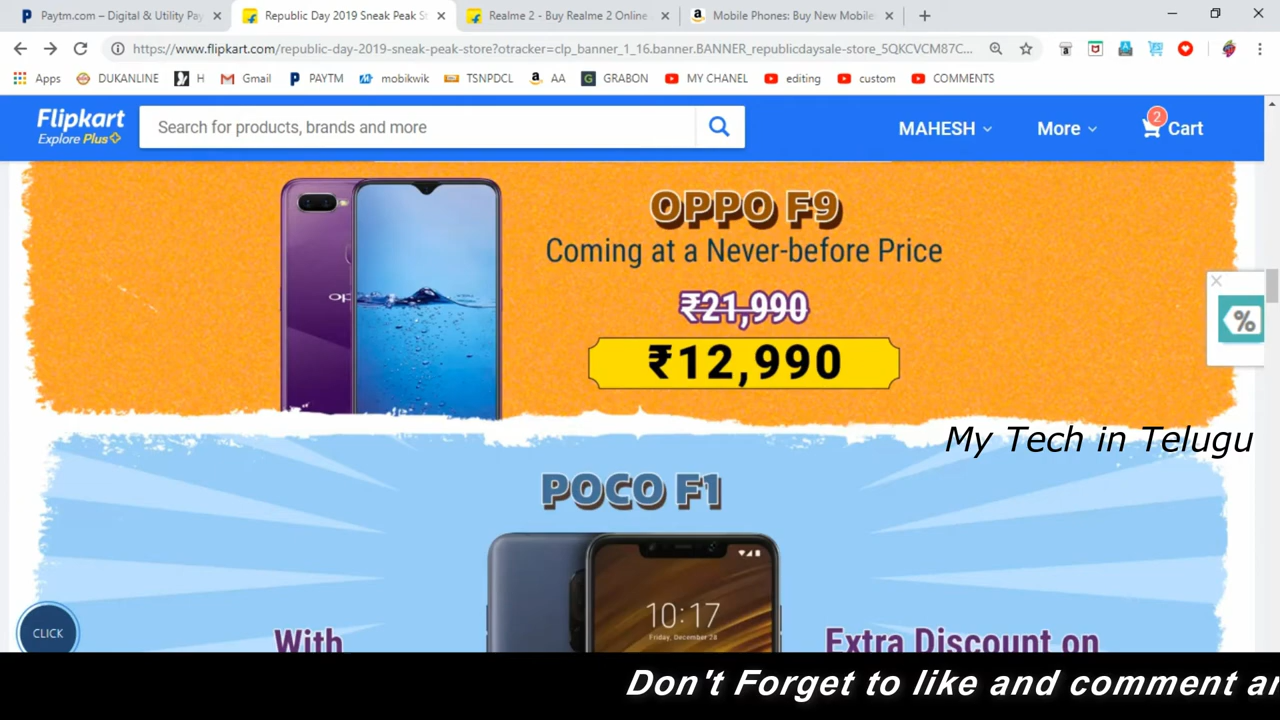 Paytm.com – Digital & Utility Pay
Republic Day 2019 Sneak Peak S
Realme 2 - Buy Realme 2 Online
Mobile Phones: Buy New Mobile
https://www.flipkart.com/republic-day-2019-sneak-peak-store?otracker=clp_banner_1_16.banner.BANNER_republicdaysale-store_5QKCVCM87C...
Apps DUKANLINE H Gmail PAYTM mobikwik TSNPDCL AA GRABON MY CHANEL editing custom COMMENTS
Flipkart
Explore Plus
Search for products, brands and more
MAHESH
More
2
Cart
OPPO F9
Coming at a Never-before Price
₹21,990
₹12,990
%
My Tech in Telugu
POCO F1
10:17
Friday, December 28
CLICK
With
Extra Discount on
Don't Forget to like and comment